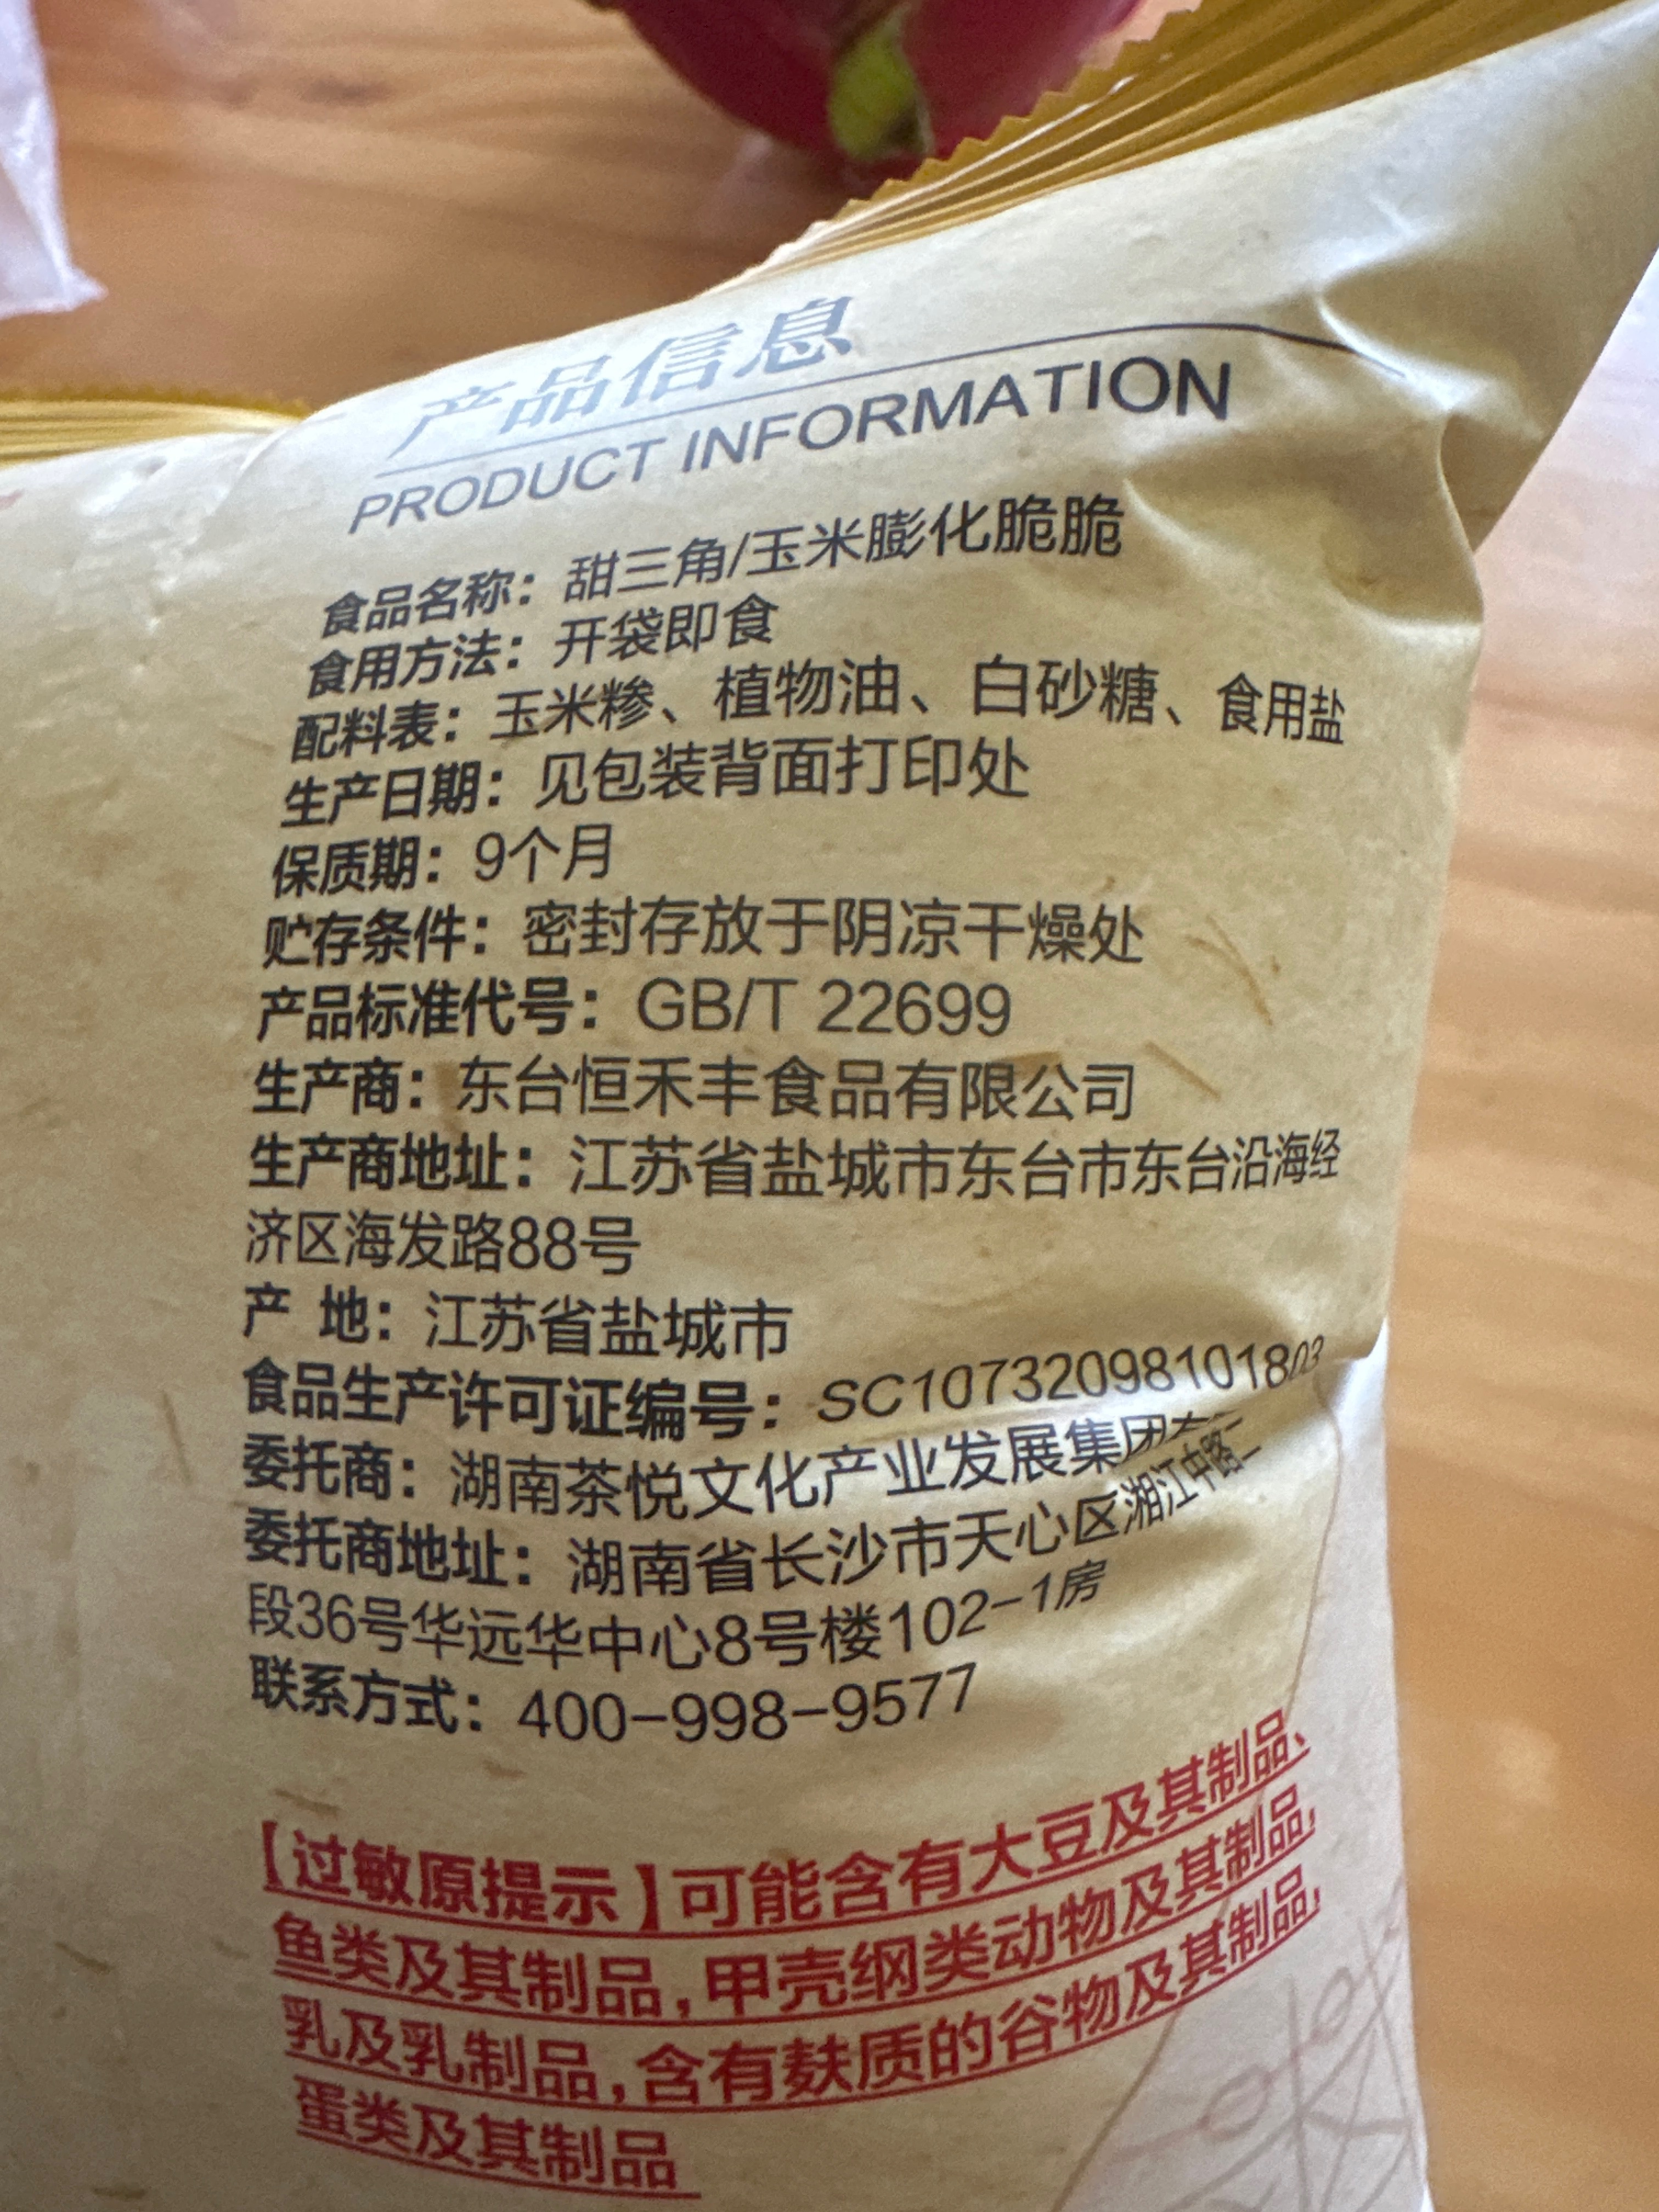 产品信息
PRODUCT INFORMATION
食品名称：甜三角/玉米膨化脆脆
食用方法：开袋即食
配料表：玉米糁、植物油、白砂糖、食用盐
生产日期：见包装背面打印处
保质期：9个月
贮存条件：密封存放于阴凉干燥处
产品标准代号：GB/T 22699
生产商：东台恒禾丰食品有限公司
生产商地址：江苏省盐城市东台市东台沿海经
济区海发路88号
产 地：江苏省盐城市
食品生产许可证编号：SC10732098101803
委托商：湖南茶悦文化产业发展集团
委托商地址：湖南省长沙市天心区湘江中路二
段36号华远华中心8号楼102-1房
联系方式：400-998-9577
【过敏原提示】可能含有大豆及其制品、
鱼类及其制品,甲壳纲类动物及其制品,
乳及乳制品,含有麸质的谷物及其制品,
蛋类及其制品